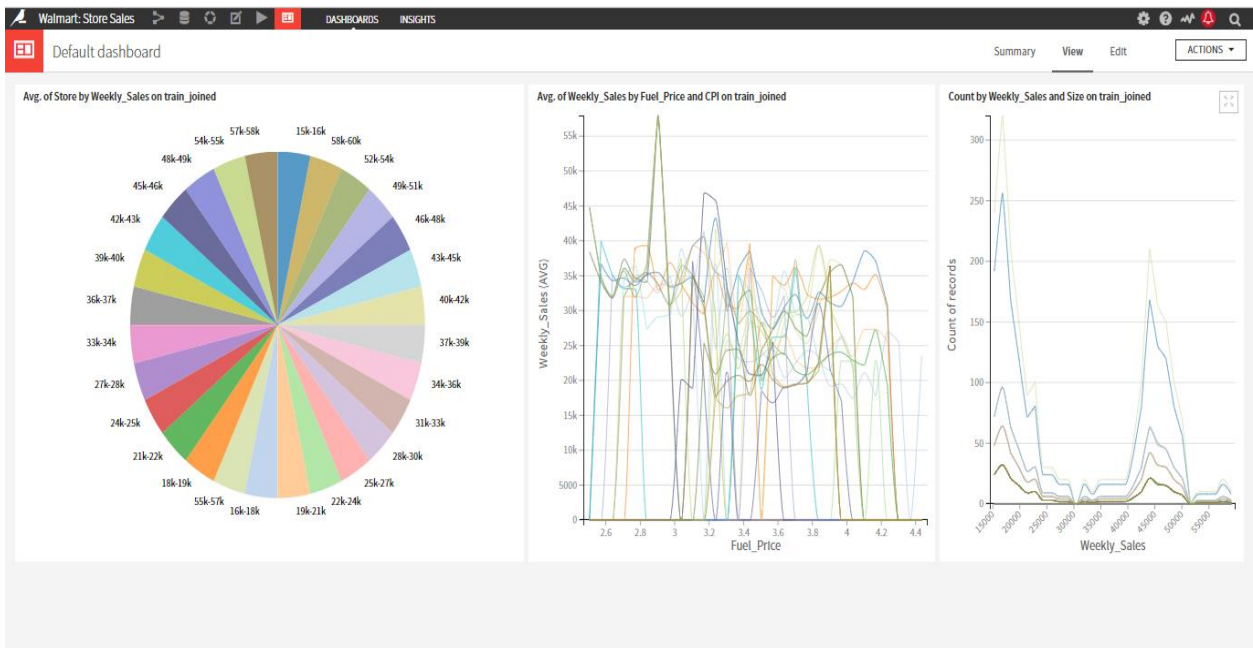 Walmart: Store Sales
DASHBOARDS
INSIGHTS
Default dashboard
Summary
View
Edit
ACTIONS
Avg. of Store by Weekly_Sales on train_joined
57k-58k
15k-16k
54k-55k
58k-60k
48k-49k
52k-54k
45k-46k
49k-51k
42k-43k
46k-48k
39k-40k
43k-45k
36k-37k
40k-42k
33k-34k
37k-39k
27k-28k
34k-36k
24k-25k
31k-33k
21k-22k
28k-30k
18k-19k
25k-27k
55k-57k
22k-24k
16k-18k
19k-21k
Avg. of Weekly_Sales by Fuel_Price and CPI on train_joined
Weekly_Sales (AVG)
55k
50k
45k
40k
35k
30k
25k
20k
15k
10k
5000
0
2.6
2.8
3
3.2
3.4
3.6
3.8
4
4.2
4.4
Fuel_Price
Count by Weekly_Sales and Size on train_joined
Count of records
300
250
200
150
100
50
0
15000
20000
25000
30000
35000
40000
45000
50000
55000
Weekly_Sales